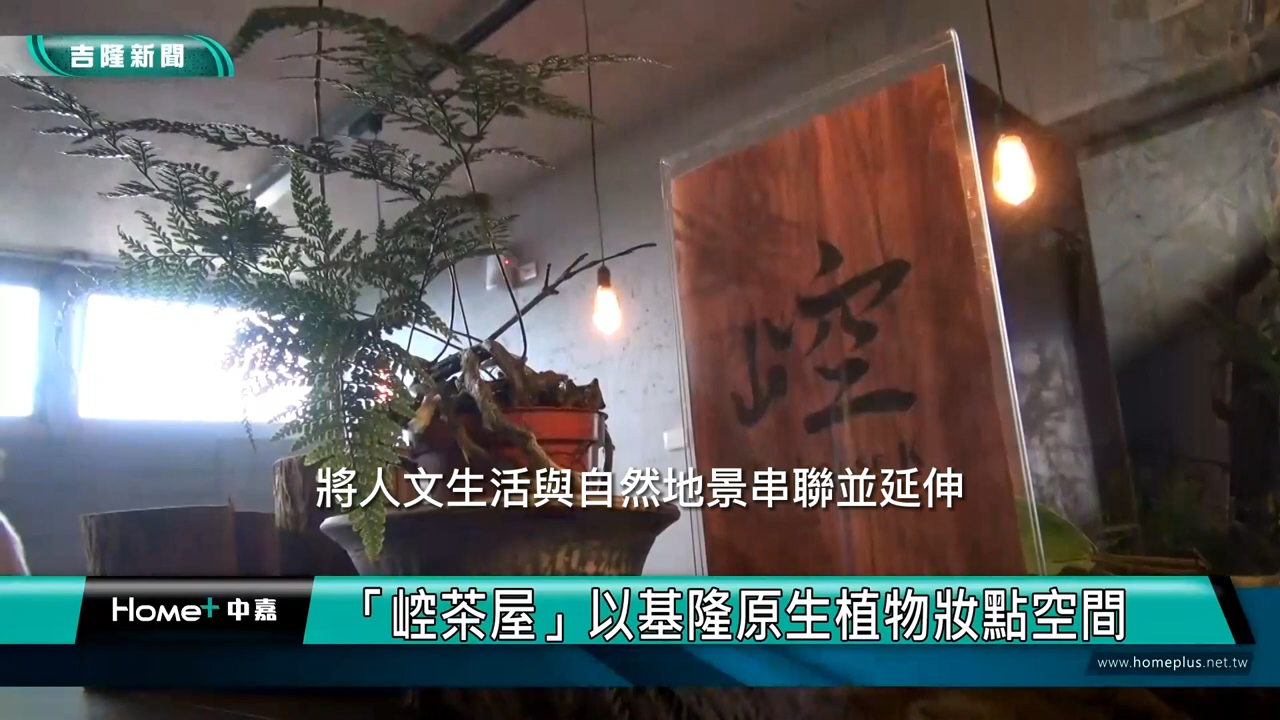 吉隆新聞
崆
將人文生活與自然地景串聯並延伸
Home+ 中嘉
「崆茶屋」以基隆原生植物妝點空間
www.homeplus.net.tw